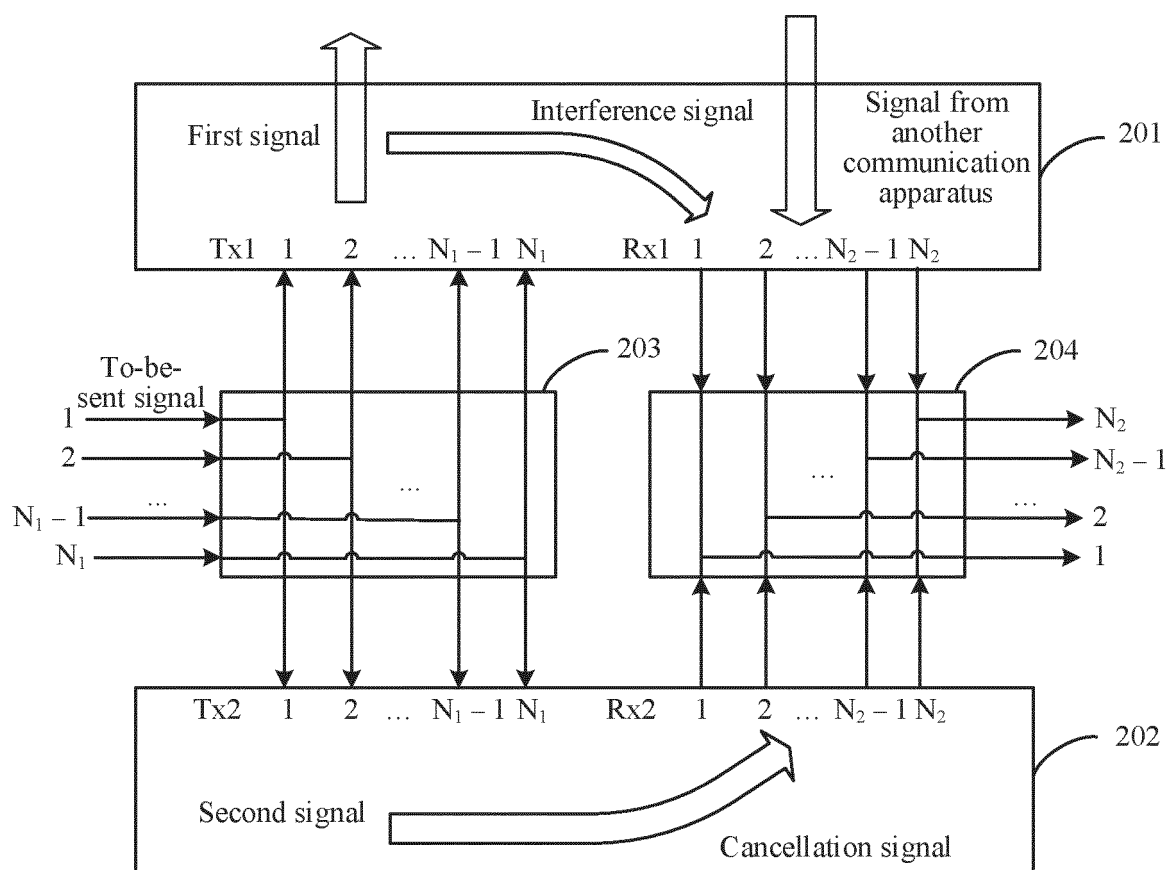 First signal
Interference signal
Signal from
another
communication
apparatus
201
Tx1 1 2 … N₁ – 1 N₁ Rx1 1 2 … N₂ – 1 N₂
203
204
To-be-
sent signal
1
2
…
N₁ – 1
N₁
…
…
N₂
N₂ – 1
…
2
1
Tx2 1 2 … N₁ – 1 N₁ Rx2 1 2 … N₂ – 1 N₂
202
Second signal
Cancellation signal